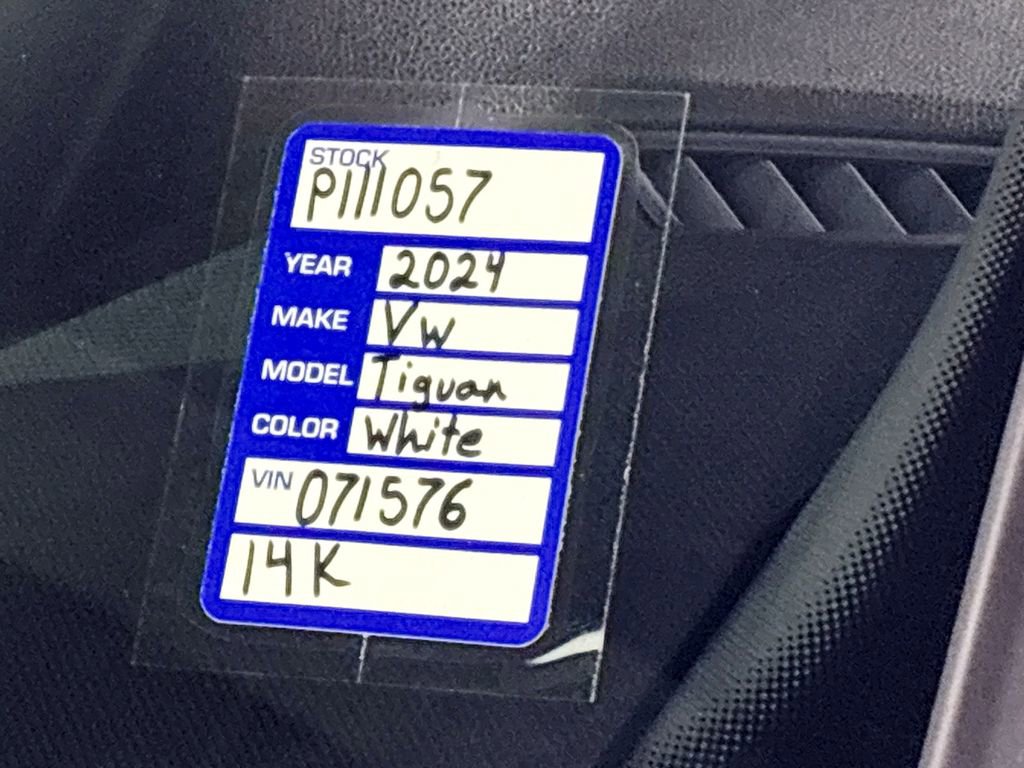 STOCK
P111057
YEAR 2024
MAKE VW
MODEL Tiguan
COLOR White
VIN 071576
14K